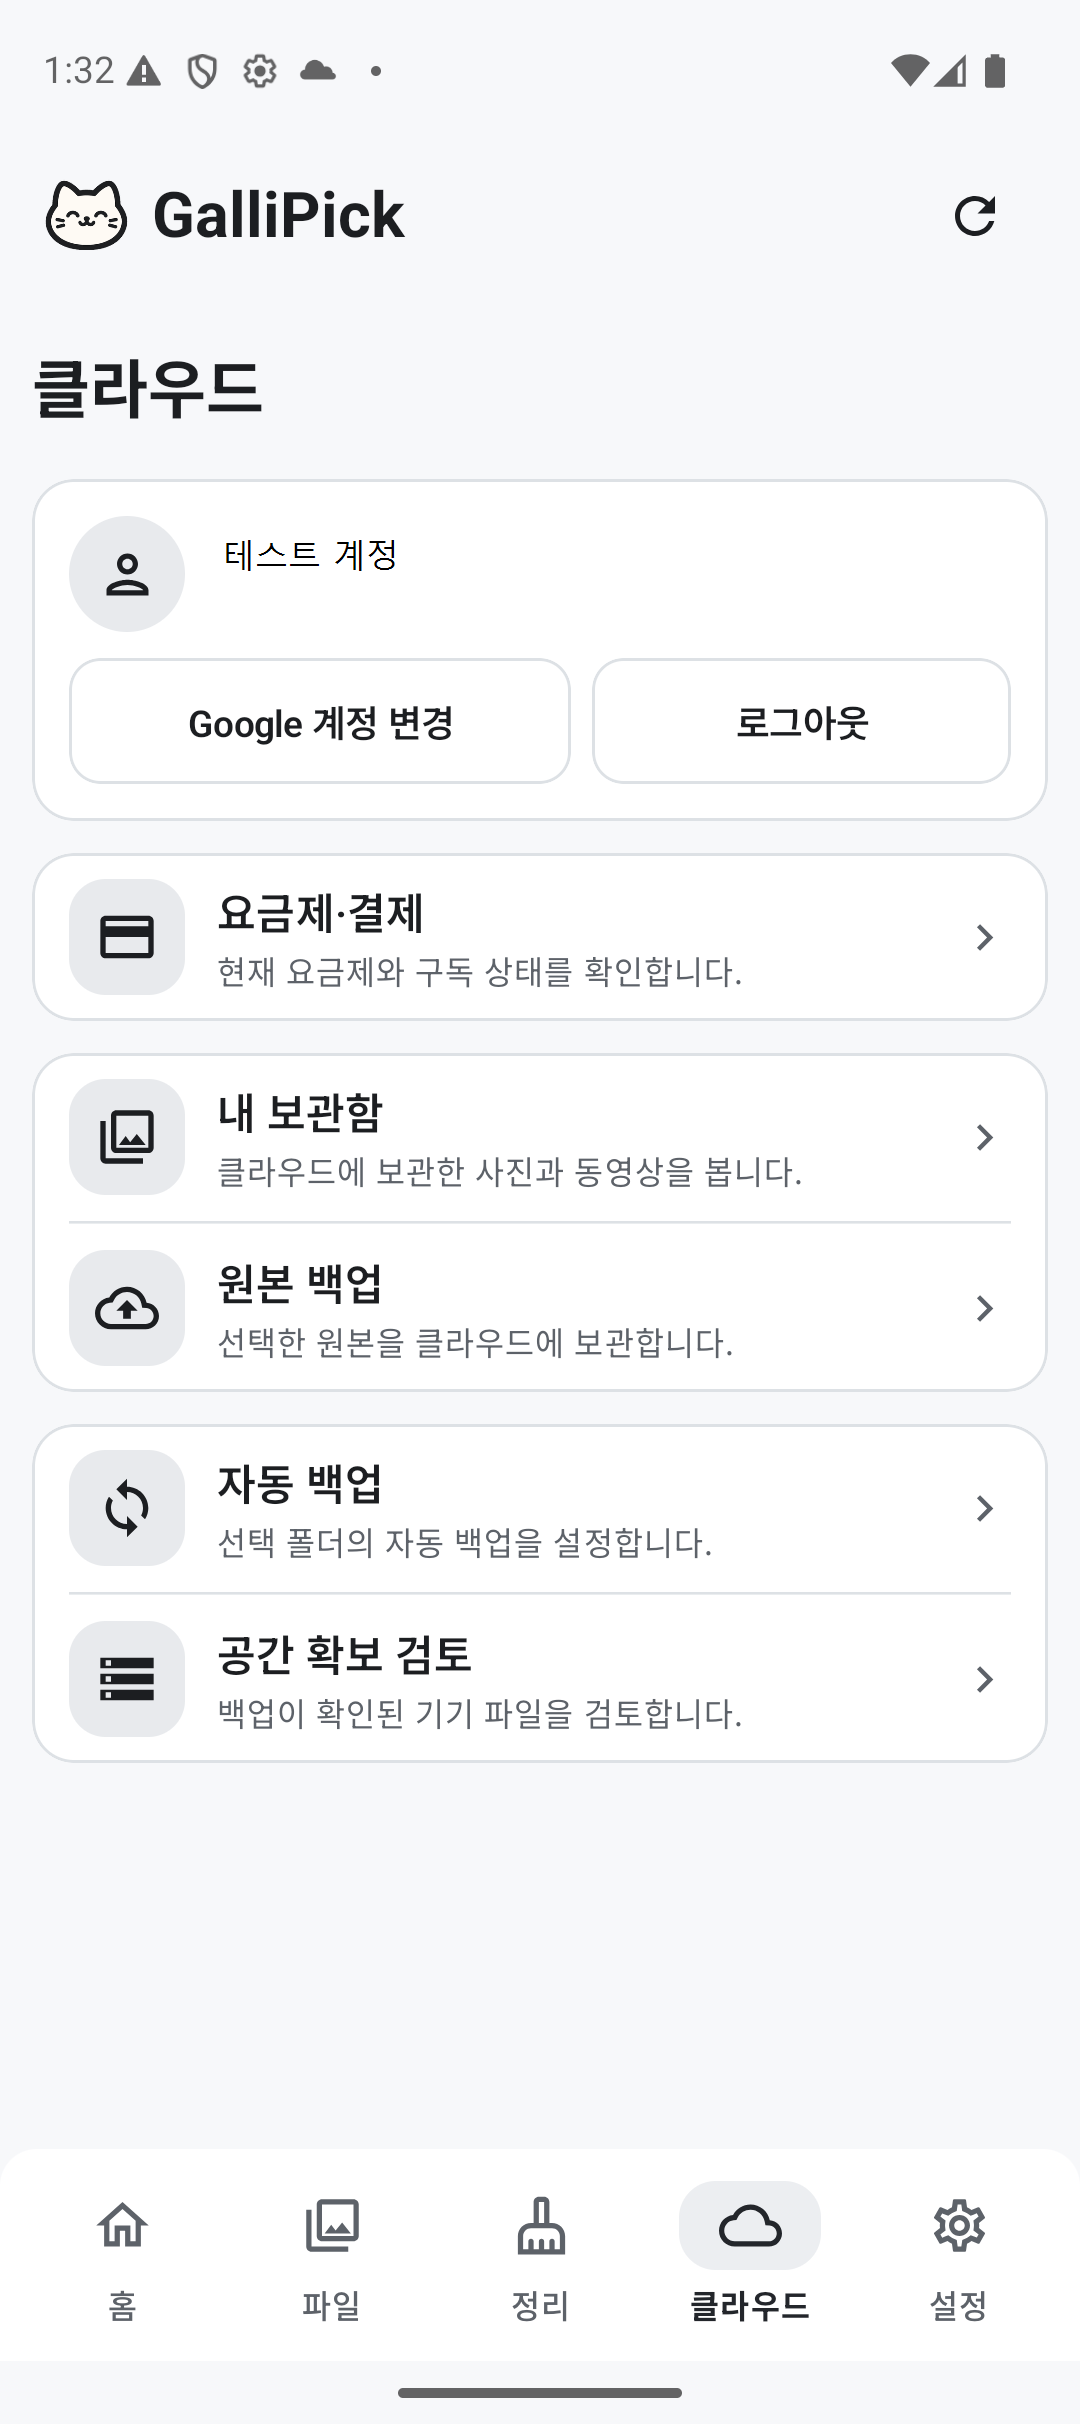 1:32
GalliPick
클라우드
테스트 계정
Google 계정 변경
로그아웃
요금제·결제
현재 요금제와 구독 상태를 확인합니다.
내 보관함
클라우드에 보관한 사진과 동영상을 봅니다.
원본 백업
선택한 원본을 클라우드에 보관합니다.
자동 백업
선택 폴더의 자동 백업을 설정합니다.
공간 확보 검토
백업이 확인된 기기 파일을 검토합니다.
홈
파일
정리
클라우드
설정